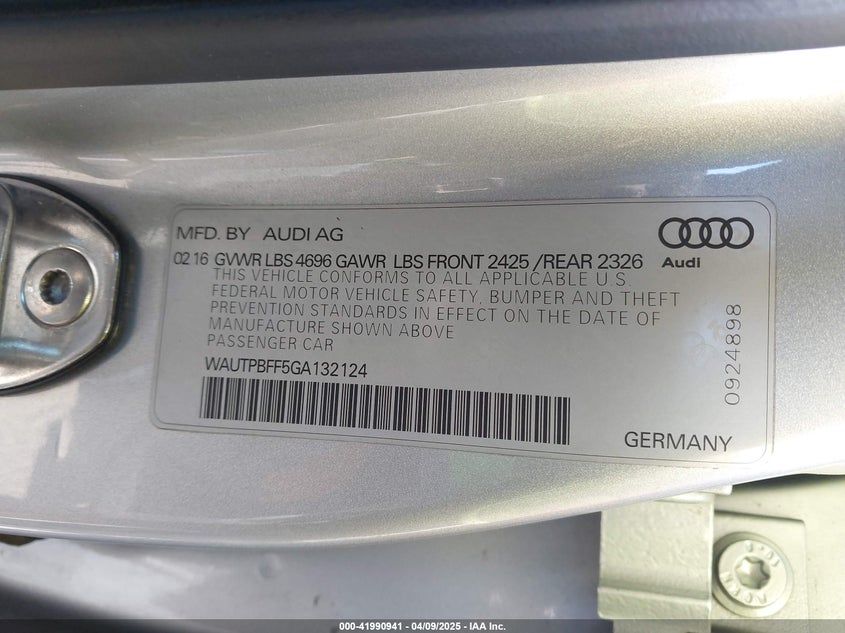 MFD. BY AUDI AG
02 16 GVWR LBS 4696 GAWR LBS FRONT 2425 /REAR 2326
THIS VEHICLE CONFORMS TO ALL APPLICABLE U.S.
FEDERAL MOTOR VEHICLE SAFETY, BUMPER AND THEFT
PREVENTION STANDARDS IN EFFECT ON THE DATE OF
MANUFACTURE SHOWN ABOVE
PASSENGER CAR
WAUTPBFF5GA132124
Audi
0924898
GERMANY
000-41990941 - 04/09/2025 - IAA Inc.